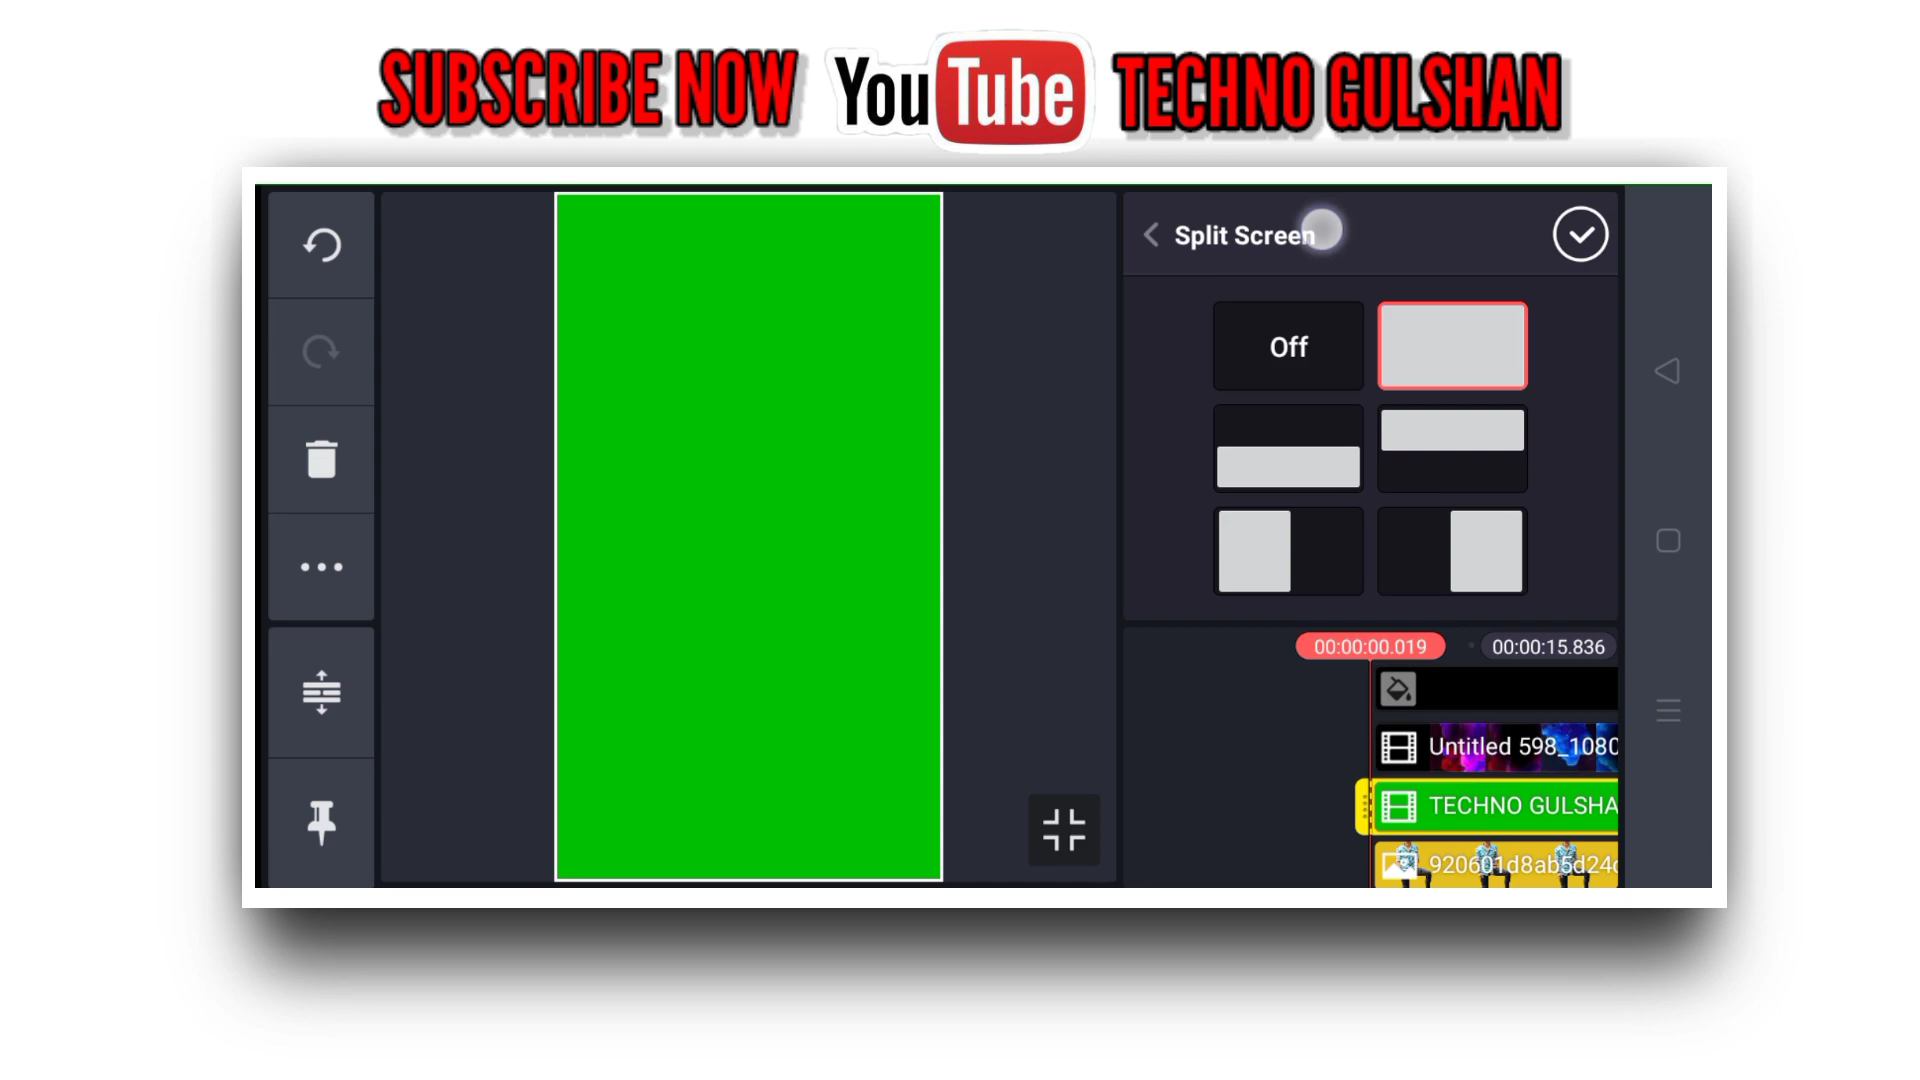 SUBSCRIBE NOW YouTube TECHNO GULSHAN
Split Screen
Off
00:00:00.019 00:00:15.836
Untitled 598_1080
TECHNO GULSHA
920601d8ab5d24c